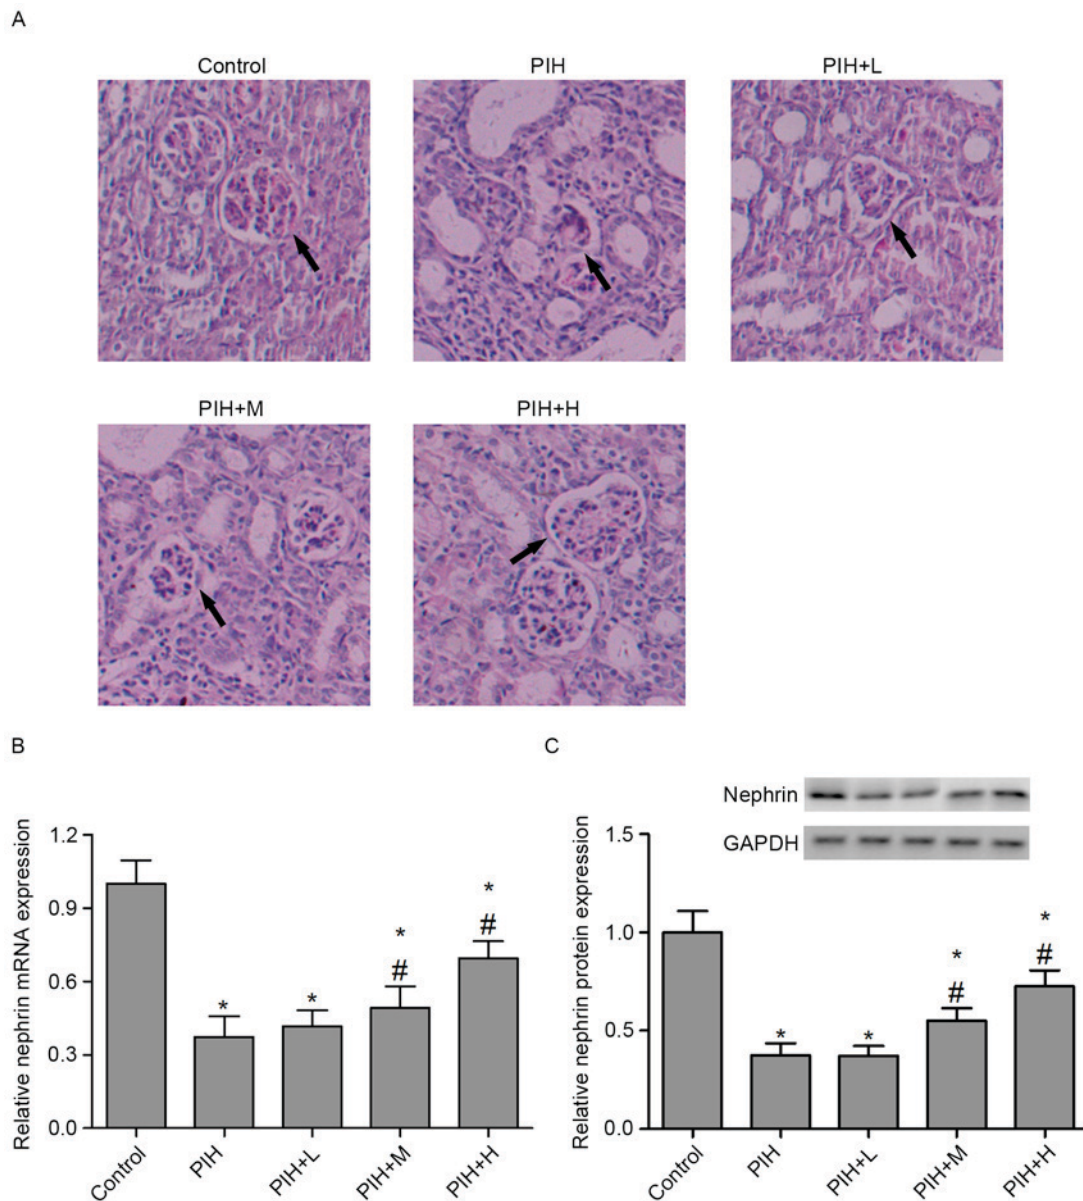 A
Control
PIH
PIH+L
PIH+M
PIH+H
B
Relative nephrin mRNA expression
1.2
0.9
0.6
0.3
0.0
*
*
*
#
*
#
Control
PIH
PIH+L
PIH+M
PIH+H
C
Nephrin
GAPDH
Relative nephrin protein expression
1.5
1.0
0.5
0.0
*
*
*
#
*
#
Control
PIH
PIH+L
PIH+M
PIH+H